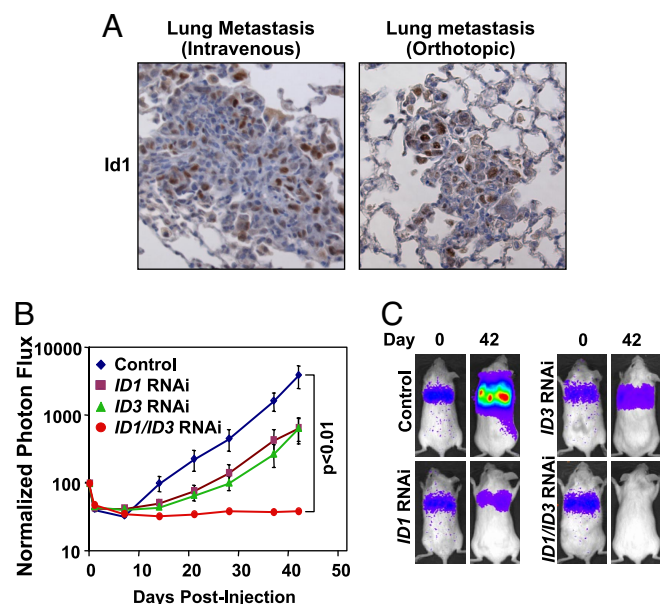 A
Lung Metastasis
(Intravenous)
Lung metastasis
(Orthotopic)
Id1
B
Normalized Photon Flux
10000
1000
100
10
Control
ID1 RNAi
ID3 RNAi
ID1/ID3 RNAi
p<0.01
0 10 20 30 40 50
Days Post-Injection
C
Day 0 42 0 42
Control
ID3 RNAi
ID1 RNAi
ID1/ID3 RNAi